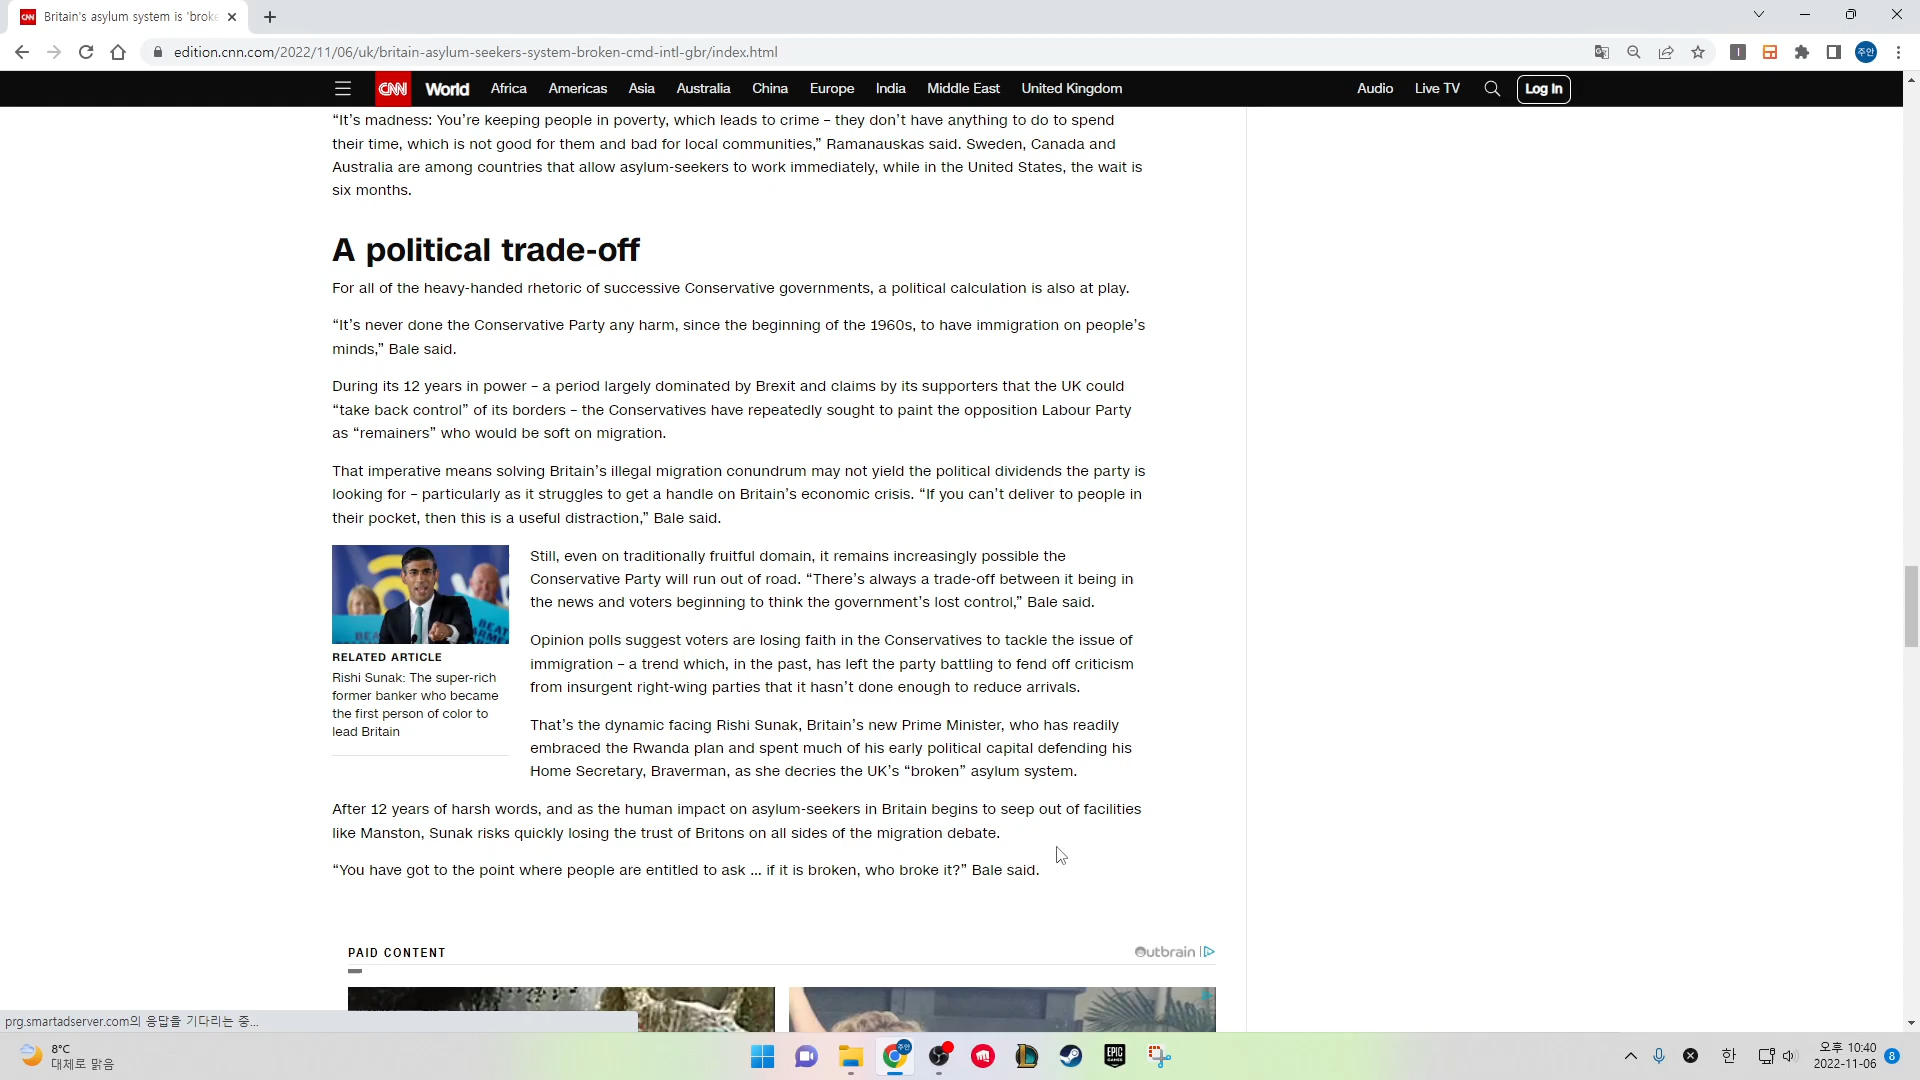 Britain's asylum system is 'broke
edition.cnn.com/2022/11/06/uk/britain-asylum-seekers-system-broken-cmd-intl-gbr/index.html
주안
CNN World Africa Americas Asia Australia China Europe India Middle East United Kingdom Audio Live TV Log In
“It’s madness: You’re keeping people in poverty, which leads to crime – they don’t have anything to do to spend
their time, which is not good for them and bad for local communities,” Ramanauskas said. Sweden, Canada and
Australia are among countries that allow asylum-seekers to work immediately, while in the United States, the wait is
six months.
A political trade-off
For all of the heavy-handed rhetoric of successive Conservative governments, a political calculation is also at play.
“It’s never done the Conservative Party any harm, since the beginning of the 1960s, to have immigration on people’s
minds,” Bale said.
During its 12 years in power – a period largely dominated by Brexit and claims by its supporters that the UK could
“take back control” of its borders – the Conservatives have repeatedly sought to paint the opposition Labour Party
as “remainers” who would be soft on migration.
That imperative means solving Britain’s illegal migration conundrum may not yield the political dividends the party is
looking for – particularly as it struggles to get a handle on Britain’s economic crisis. “If you can’t deliver to people in
their pocket, then this is a useful distraction,” Bale said.
RELATED ARTICLE
Rishi Sunak: The super-rich
former banker who became
the first person of color to
lead Britain
Still, even on traditionally fruitful domain, it remains increasingly possible the
Conservative Party will run out of road. “There’s always a trade-off between it being in
the news and voters beginning to think the government’s lost control,” Bale said.
Opinion polls suggest voters are losing faith in the Conservatives to tackle the issue of
immigration – a trend which, in the past, has left the party battling to fend off criticism
from insurgent right-wing parties that it hasn’t done enough to reduce arrivals.
That’s the dynamic facing Rishi Sunak, Britain’s new Prime Minister, who has readily
embraced the Rwanda plan and spent much of his early political capital defending his
Home Secretary, Braverman, as she decries the UK’s “broken” asylum system.
After 12 years of harsh words, and as the human impact on asylum-seekers in Britain begins to seep out of facilities
like Manston, Sunak risks quickly losing the trust of Britons on all sides of the migration debate.
“You have got to the point where people are entitled to ask … if it is broken, who broke it?” Bale said.
PAID CONTENT
Outbrain
prg.smartadserver.com의 응답을 기다리는 중...
8°C
대체로 맑음
주안
EPIC GAMES
한
오후 10:40
2022-11-06
8